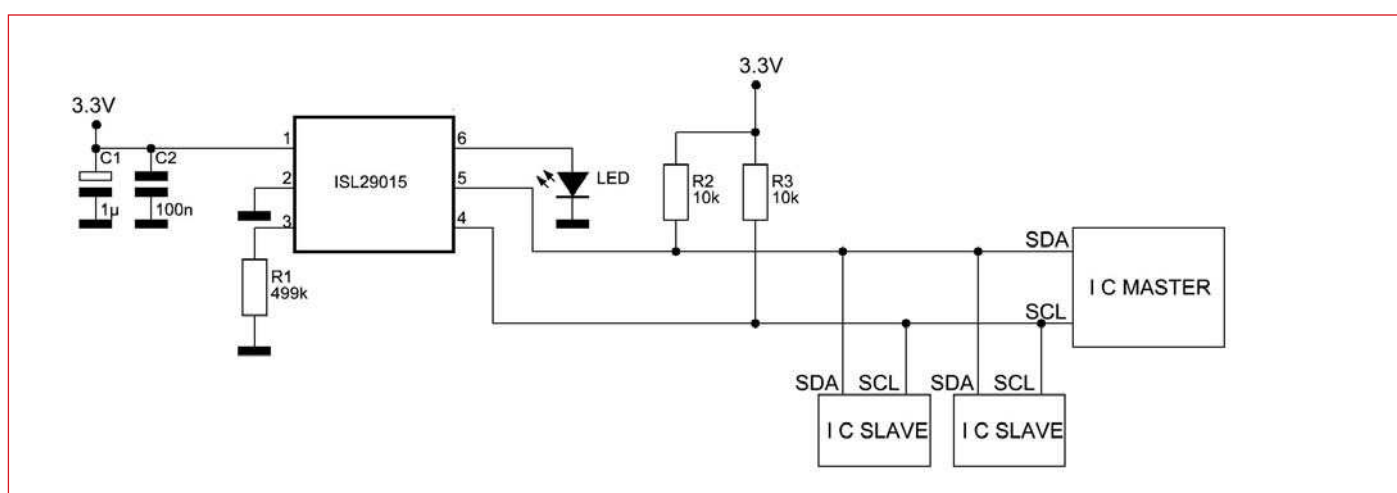 3.3V
3.3V
C1
C2
1µ
100n
1
2
3
ISL29015
6
5
4
LED
R1
499k
R2
10k
R3
10k
SDA
SCL
I C MASTER
SDA
SCL
SDA
SCL
I C SLAVE
I C SLAVE